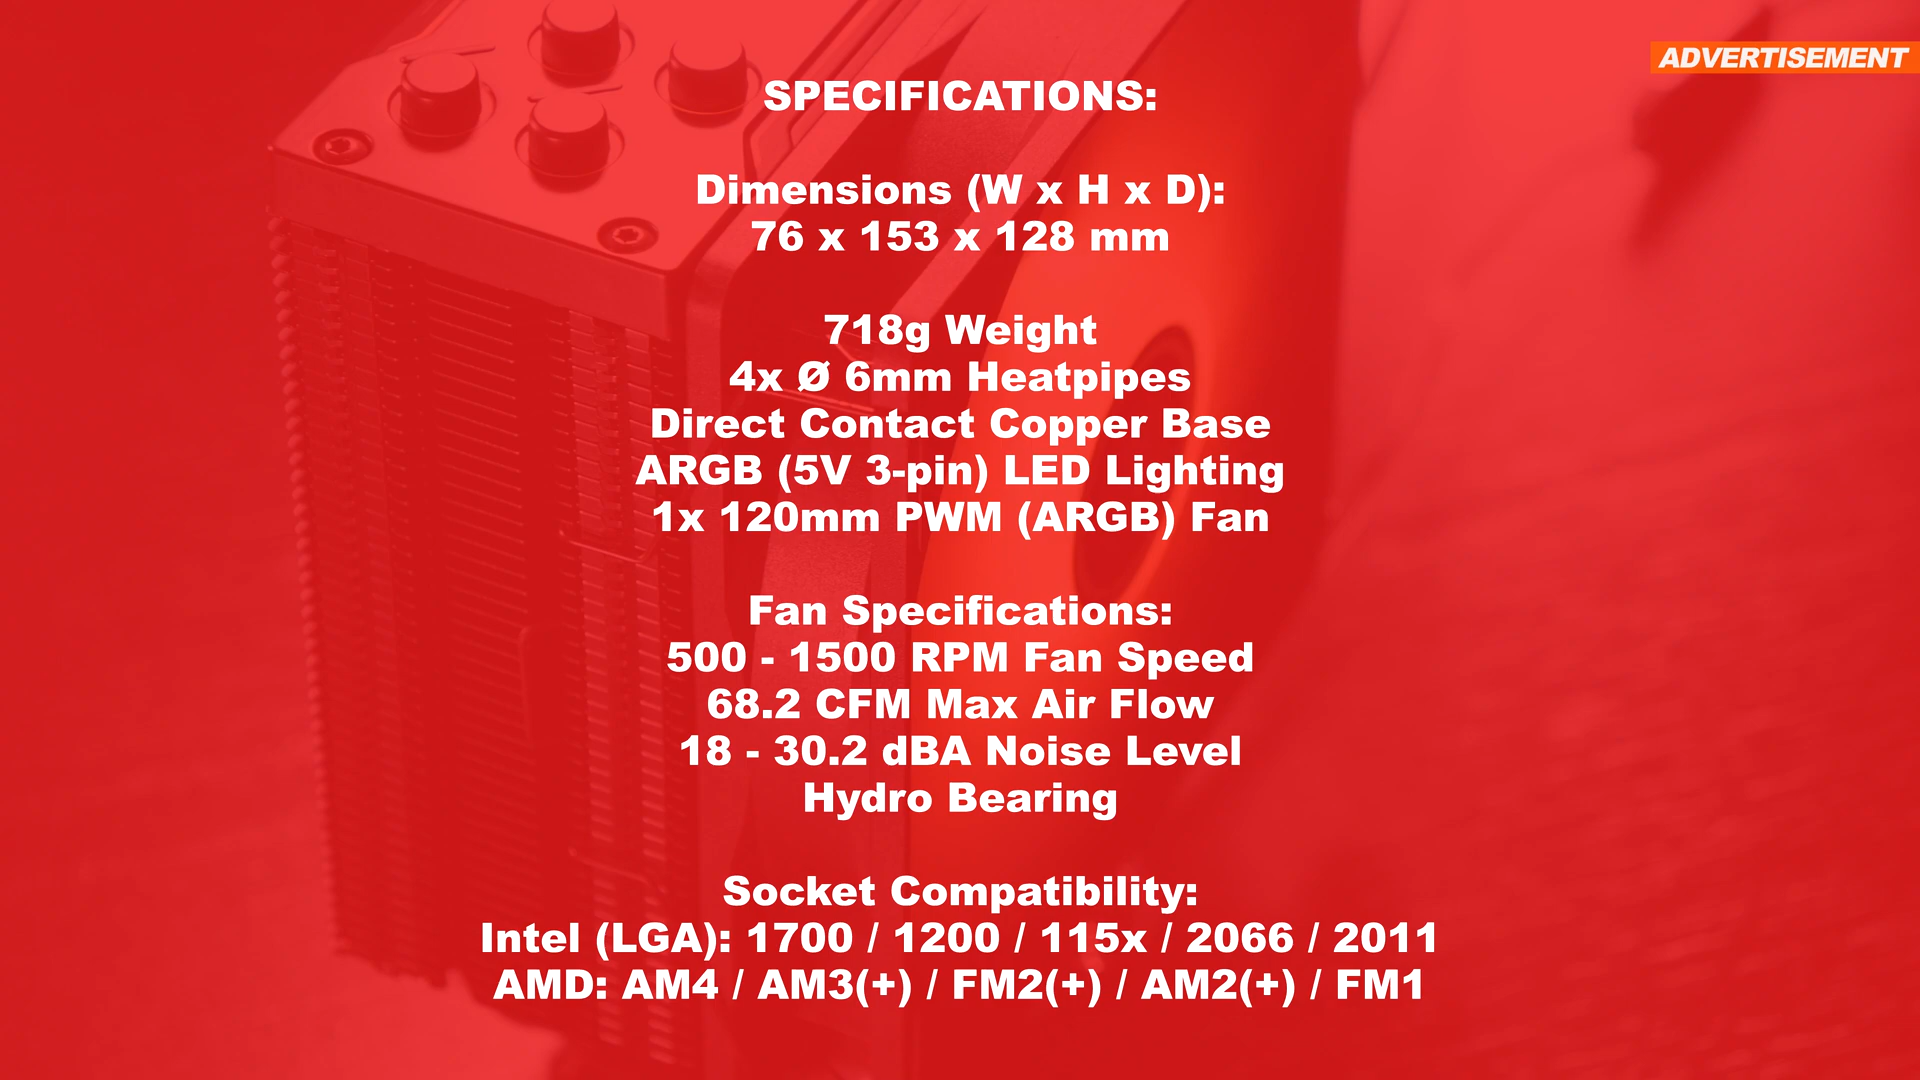 ADVERTISEMENT
SPECIFICATIONS:
Dimensions (W x H x D):
76 x 153 x 128 mm
718g Weight
4x Ø 6mm Heatpipes
Direct Contact Copper Base
ARGB (5V 3-pin) LED Lighting
1x 120mm PWM (ARGB) Fan
Fan Specifications:
500 - 1500 RPM Fan Speed
68.2 CFM Max Air Flow
18 - 30.2 dBA Noise Level
Hydro Bearing
Socket Compatibility:
Intel (LGA): 1700 / 1200 / 115x / 2066 / 2011
AMD: AM4 / AM3(+) / FM2(+) / AM2(+) / FM1